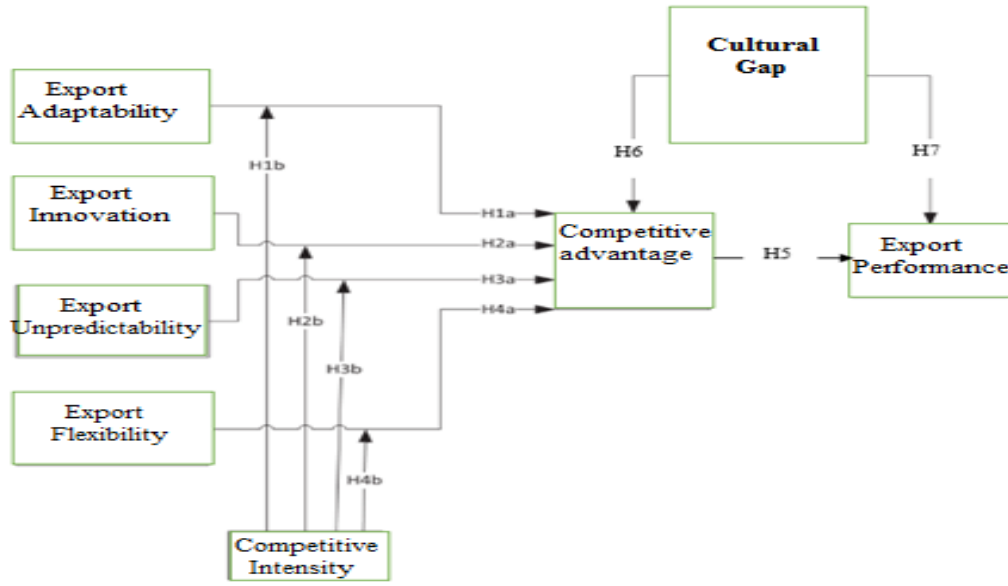 Cultural
Gap
Export
Adaptability
H1b
H6
H7
Export
Innovation
H1a
H2a
Competitive
advantage
H5
Export
Performance
H3a
Export
Unpredictability
H2b
H4a
H3b
Export
Flexibility
H4b
Competitive
Intensity